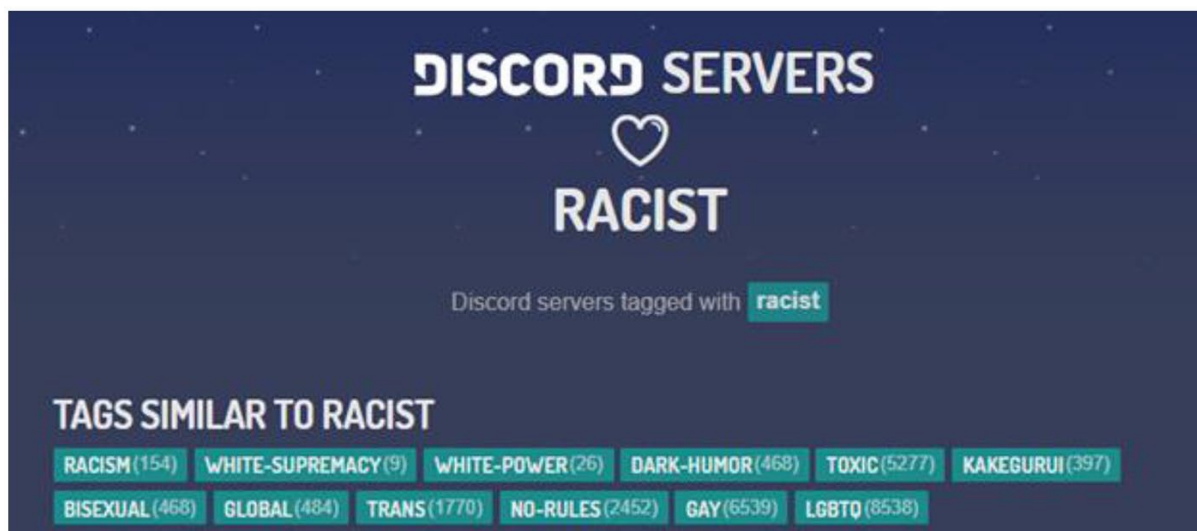 DISCORD SERVERS
RACIST
Discord servers tagged with racist
TAGS SIMILAR TO RACIST
RACISM(154) WHITE-SUPREMACY(9) WHITE-POWER(26) DARK-HUMOR(468) TOXIC(5277) KAKEGURUI(397)
BISEXUAL(468) GLOBAL(484) TRANS(1770) NO-RULES(2452) GAY(6539) LGBTQ(8538)